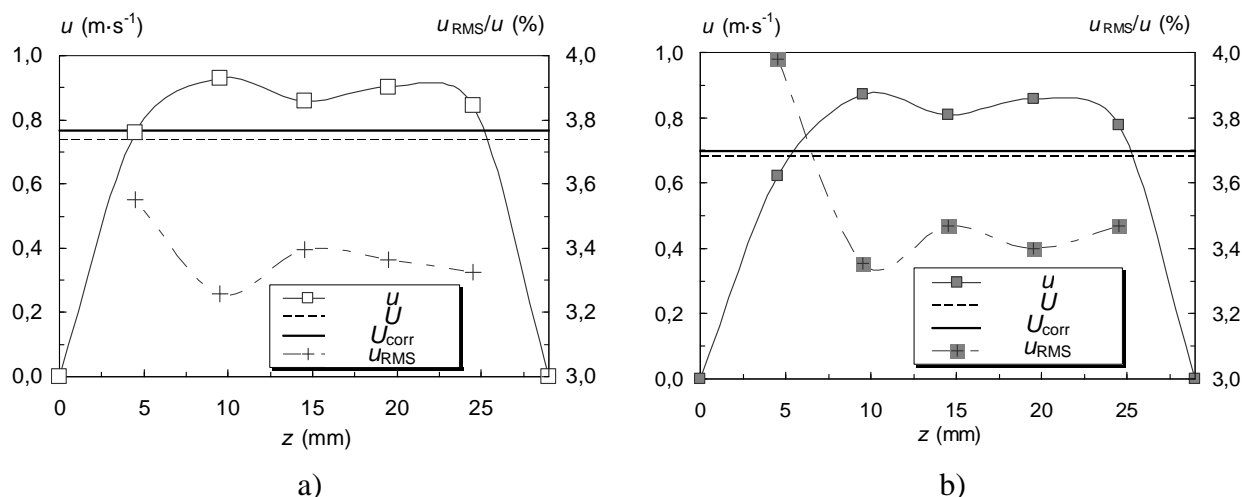 u (m·s⁻¹)
u RMS/u (%)
1,0
0,8
0,6
0,4
0,2
0,0
4,0
3,8
3,6
3,4
3,2
3,0
u
U
Ucorr
uRMS
0 5 10 15 20 25
z (mm)
a)
u (m·s⁻¹)
u RMS/u (%)
1,0
0,8
0,6
0,4
0,2
0,0
4,0
3,8
3,6
3,4
3,2
3,0
u
U
Ucorr
uRMS
0 5 10 15 20 25
z (mm)
b)